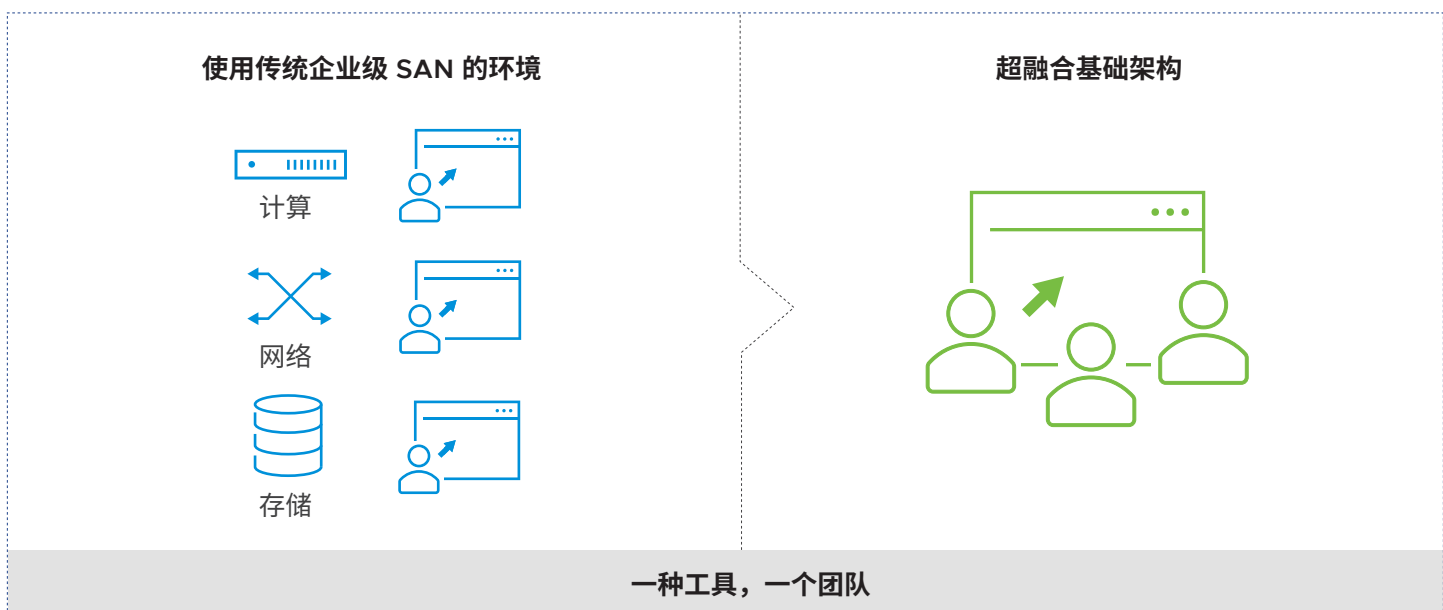 使用传统企业级 SAN 的环境
超融合基础架构
计算
网络
存储
一种工具，一个团队